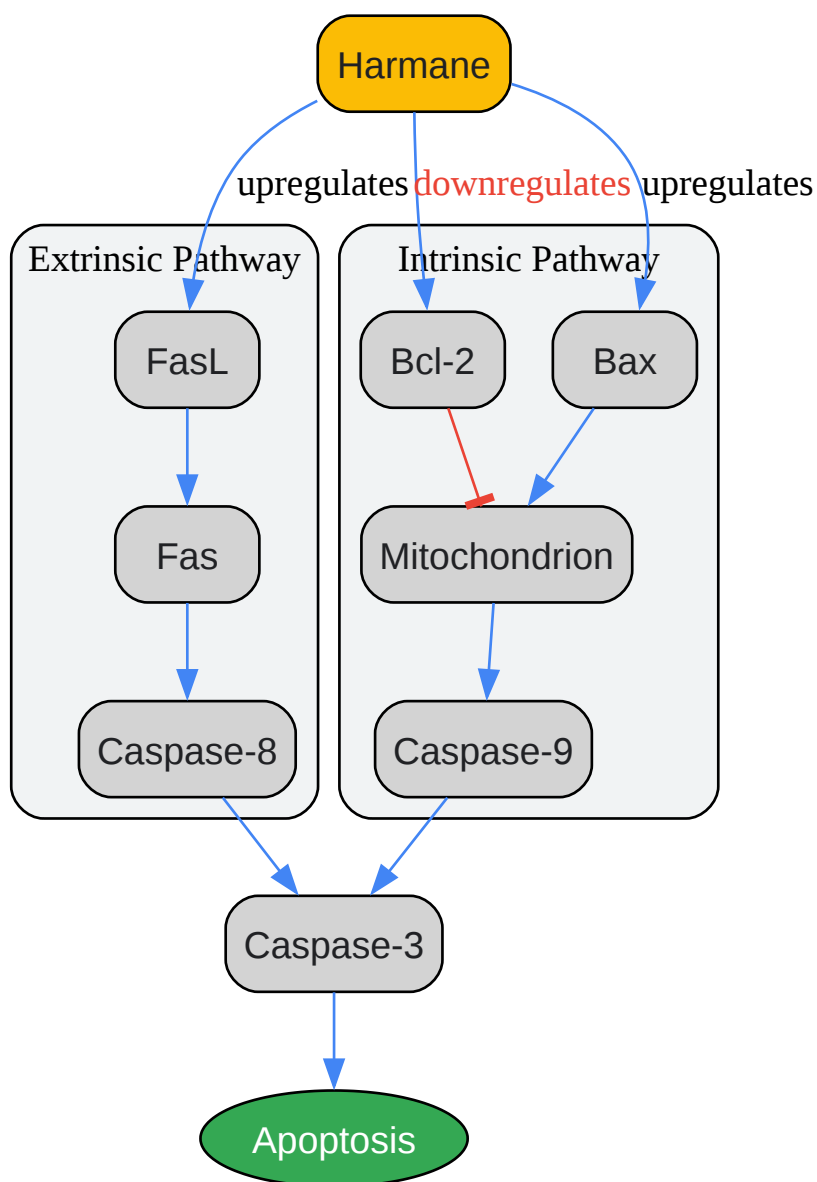 Harmane
upregulates downregulates upregulates
Extrinsic Pathway
Intrinsic Pathway
FasL
Bcl-2
Bax
Fas
Mitochondrion
Caspase-8
Caspase-9
Caspase-3
Apoptosis